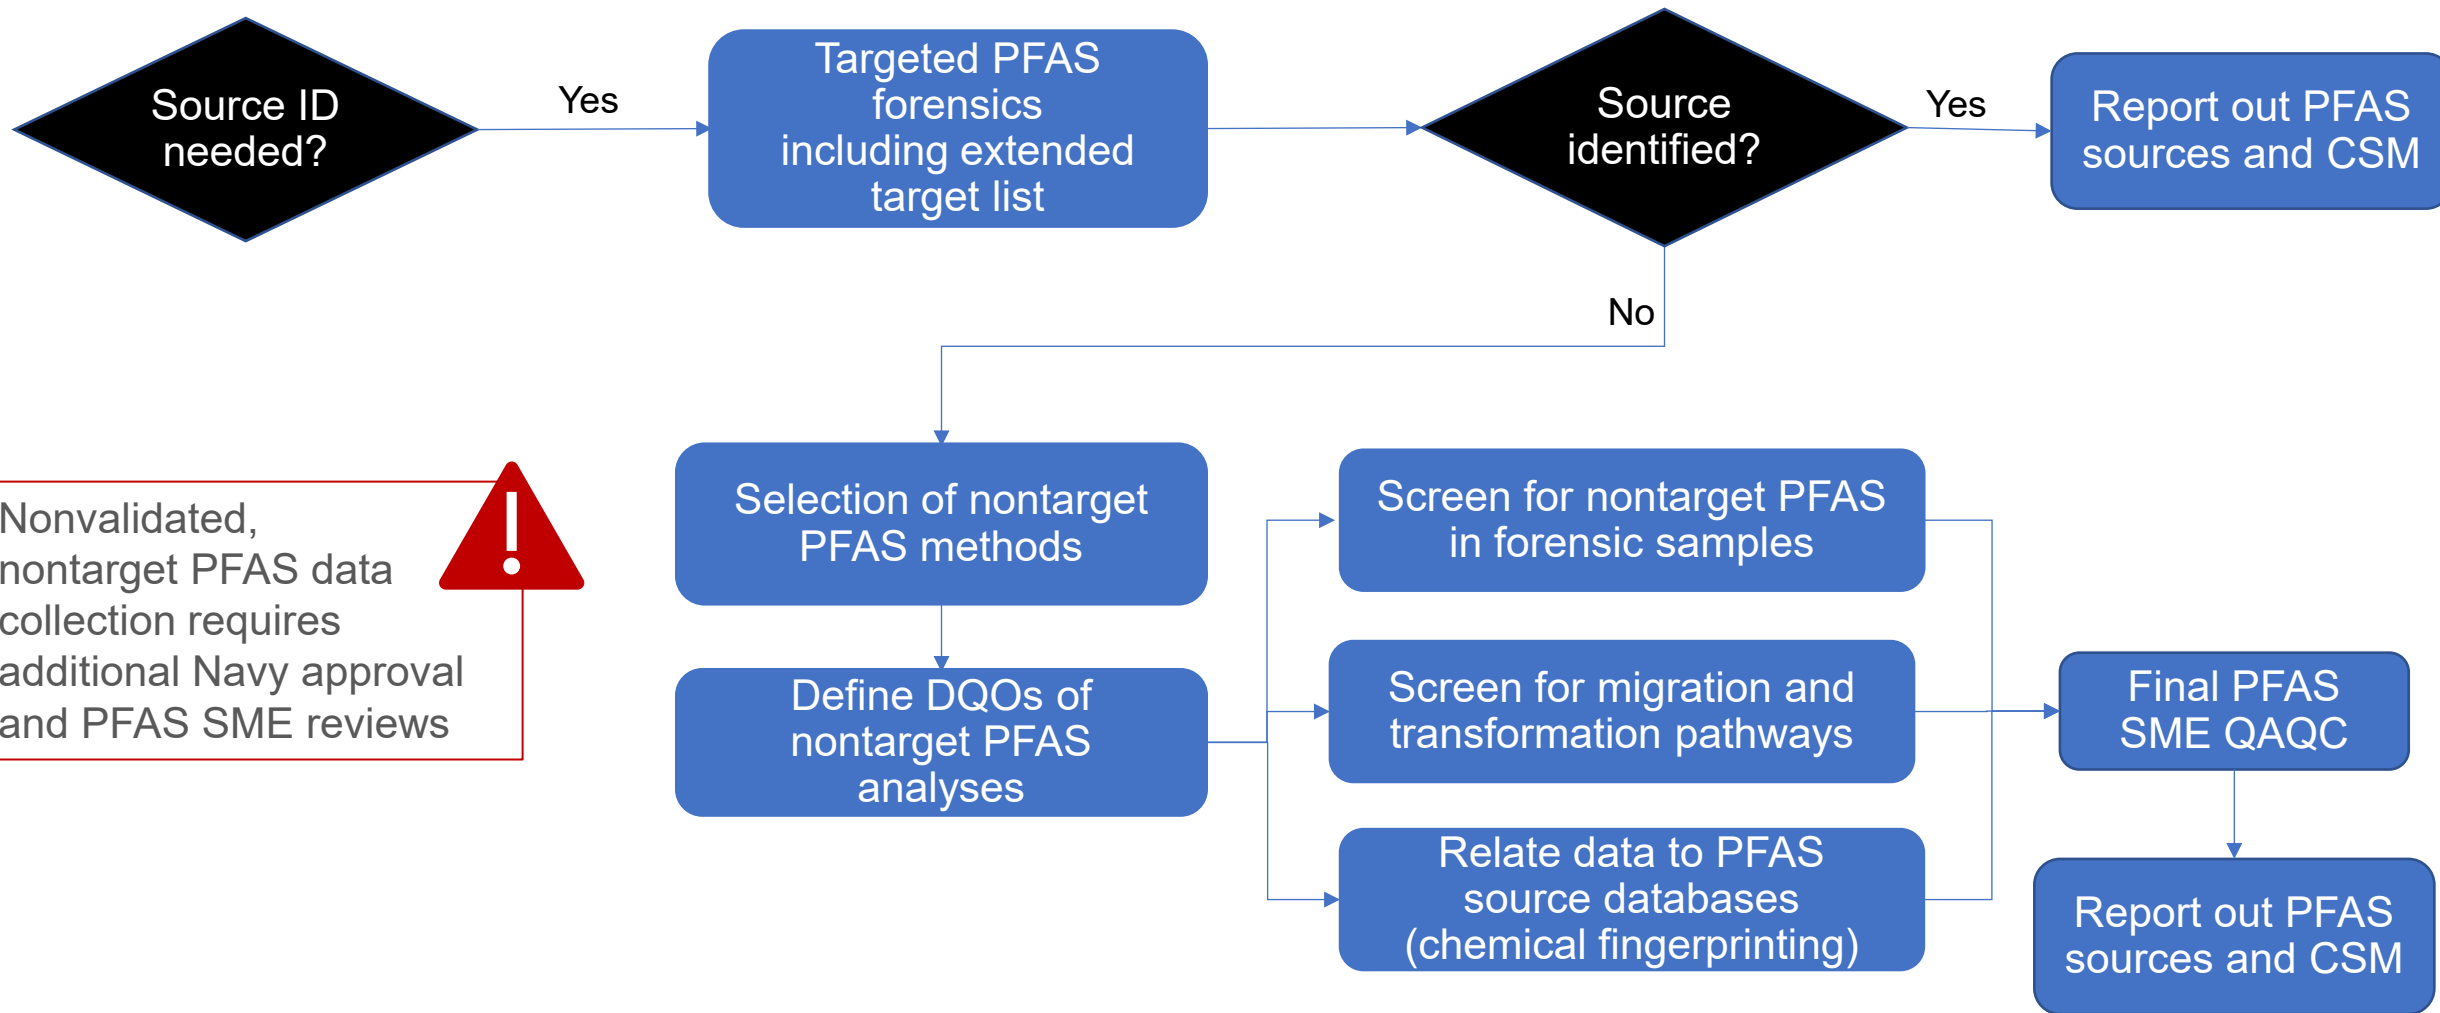 Source ID
needed?
Yes
Targeted PFAS
forensics
including extended
target list
Source
identified?
Yes
Report out PFAS
sources and CSM
No
Nonvalidated,
nontarget PFAS data
collection requires
additional Navy approval
and PFAS SME reviews
Selection of nontarget
PFAS methods
Define DQOs of
nontarget PFAS
analyses
Screen for nontarget PFAS
in forensic samples
Screen for migration and
transformation pathways
Relate data to PFAS
source databases
(chemical fingerprinting)
Final PFAS
SME QAQC
Report out PFAS
sources and CSM